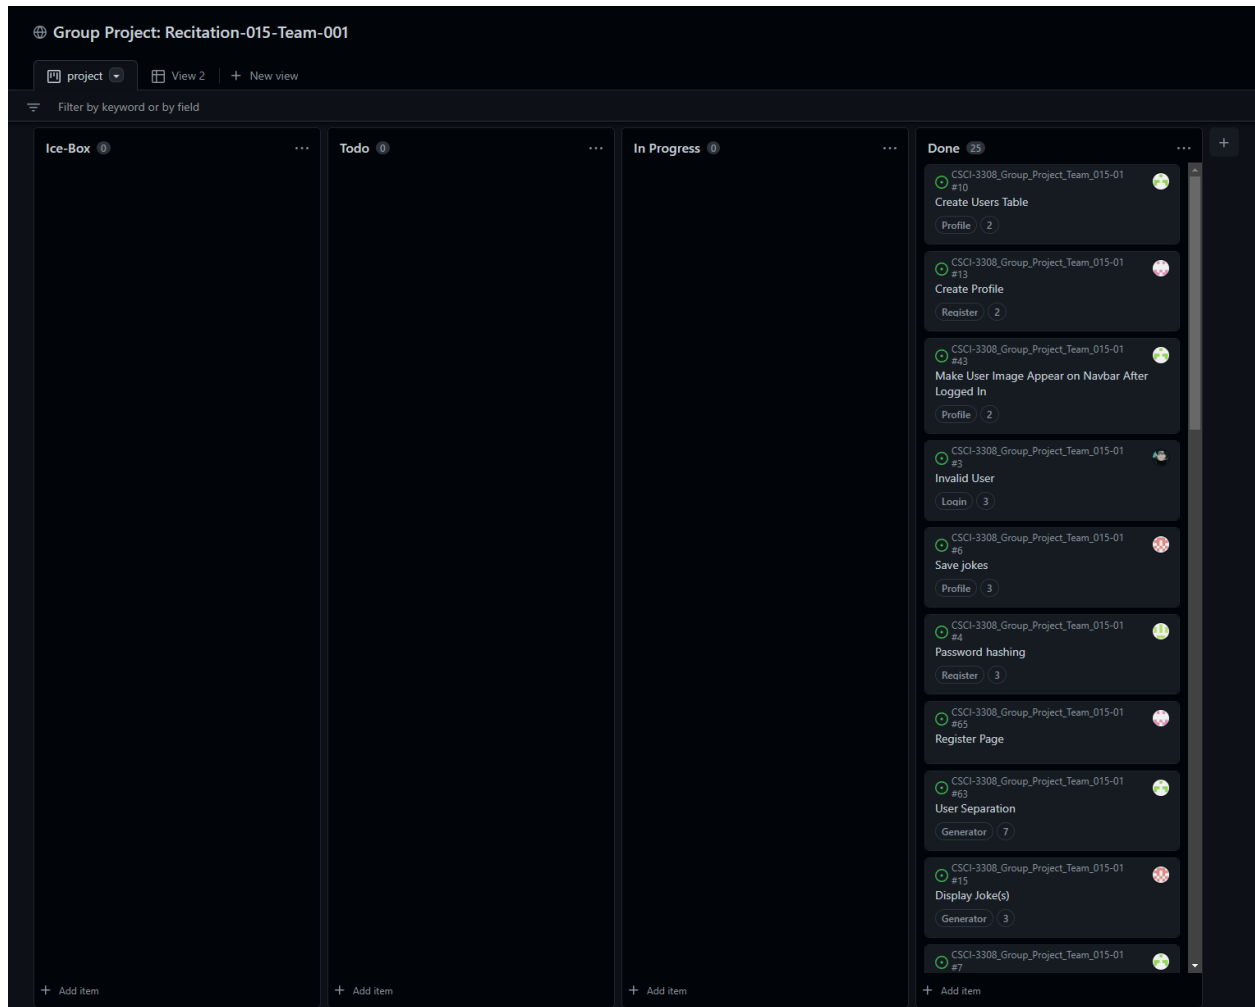 Group Project: Recitation-015-Team-001
project
View 2
New view
Filter by keyword or by field
Ice-Box 0
Todo 0
In Progress 0
Done 25
CSCI-3308_Group_Project_Team_015-01
#10
Create Users Table
Profile 2
CSCI-3308_Group_Project_Team_015-01
#13
Create Profile
Register 2
CSCI-3308_Group_Project_Team_015-01
#43
Make User Image Appear on Navbar After
Logged In
Profile 2
CSCI-3308_Group_Project_Team_015-01
#3
Invalid User
Login 3
CSCI-3308_Group_Project_Team_015-01
#6
Save jokes
Profile 3
CSCI-3308_Group_Project_Team_015-01
#4
Password hashing
Register 3
CSCI-3308_Group_Project_Team_015-01
#65
Register Page
CSCI-3308_Group_Project_Team_015-01
#63
User Separation
Generator 7
CSCI-3308_Group_Project_Team_015-01
#15
Display Joke(s)
Generator 3
CSCI-3308_Group_Project_Team_015-01
#7
+ Add item
+ Add item
+ Add item
+ Add item